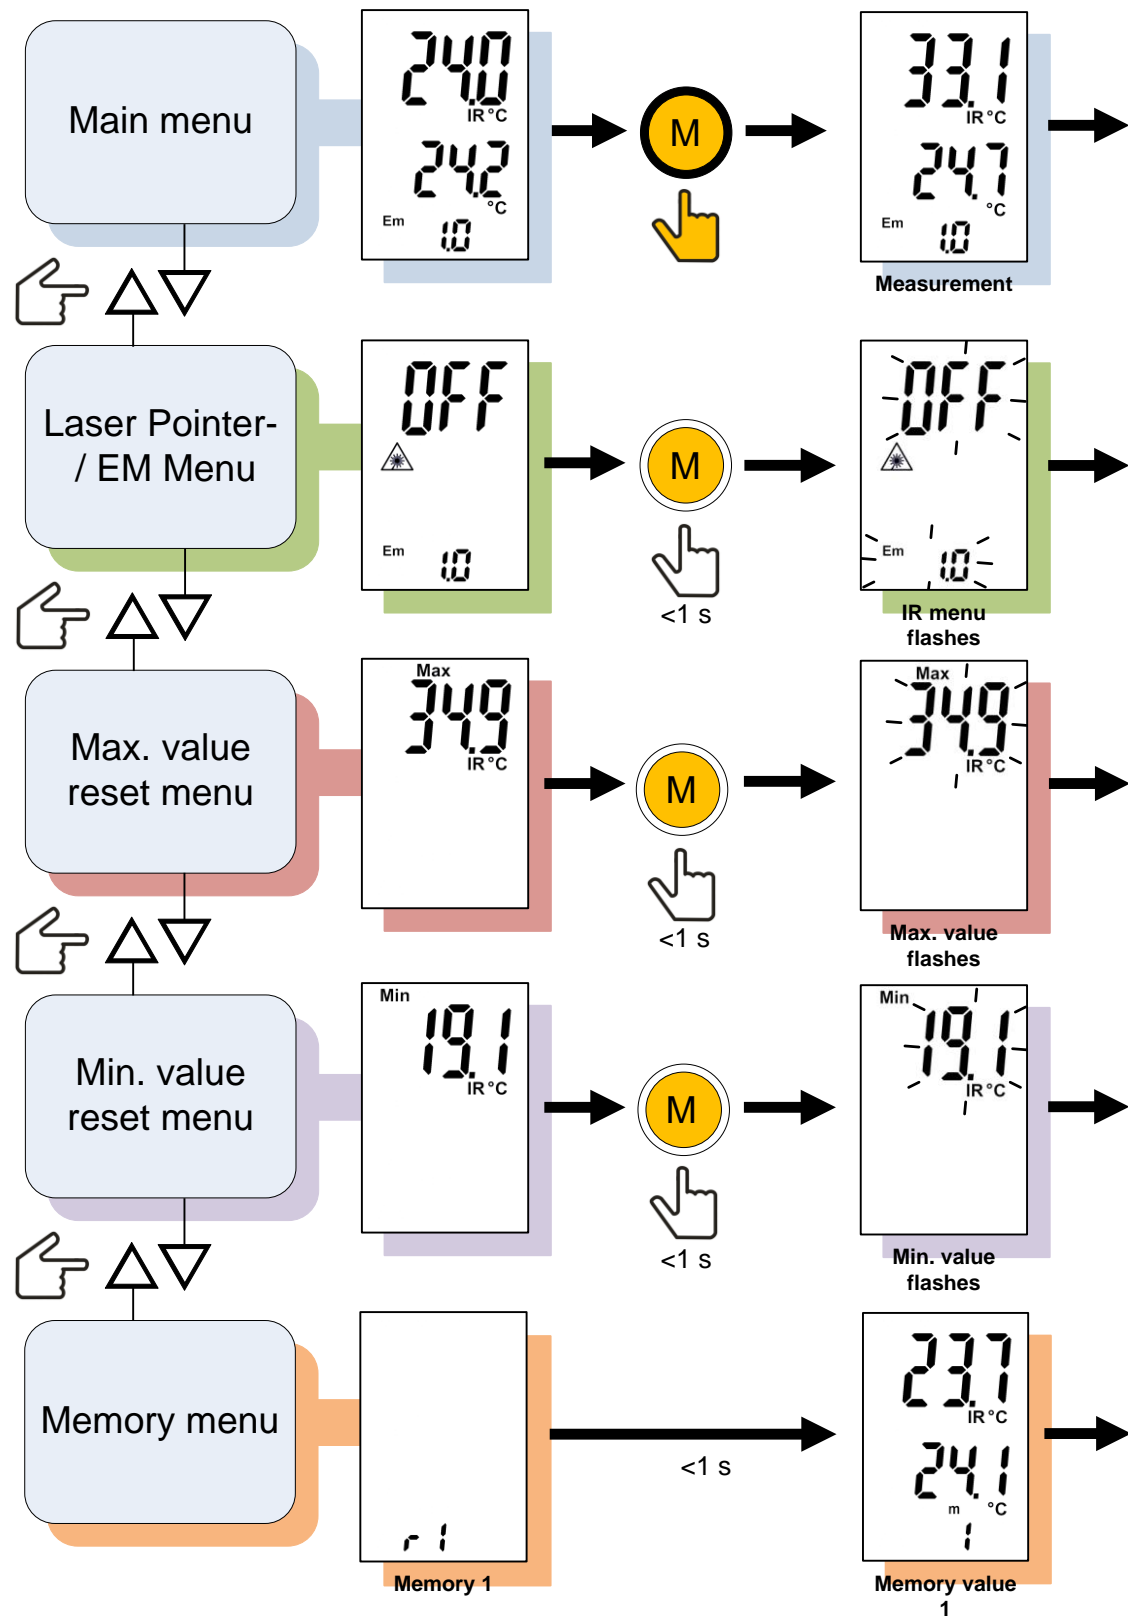 Main menu
24.0
IR °C
24.2
°C
Em
1.0
M
33.1
IR °C
24.7
°C
Em
1.0
Measurement
Laser Pointer-
/ EM Menu
OFF
Em
1.0
M
<1 s
OFF
Em
1.0
IR menu
flashes
Max. value
reset menu
Max
34.9
IR °C
M
<1 s
Max
34.9
IR °C
Max. value
flashes
Min. value
reset menu
Min
19.1
IR °C
M
<1 s
Min
19.1
IR °C
Min. value
flashes
Memory menu
r 1
Memory 1
<1 s
23.7
IR °C
24.1
m °C
1
Memory value
1